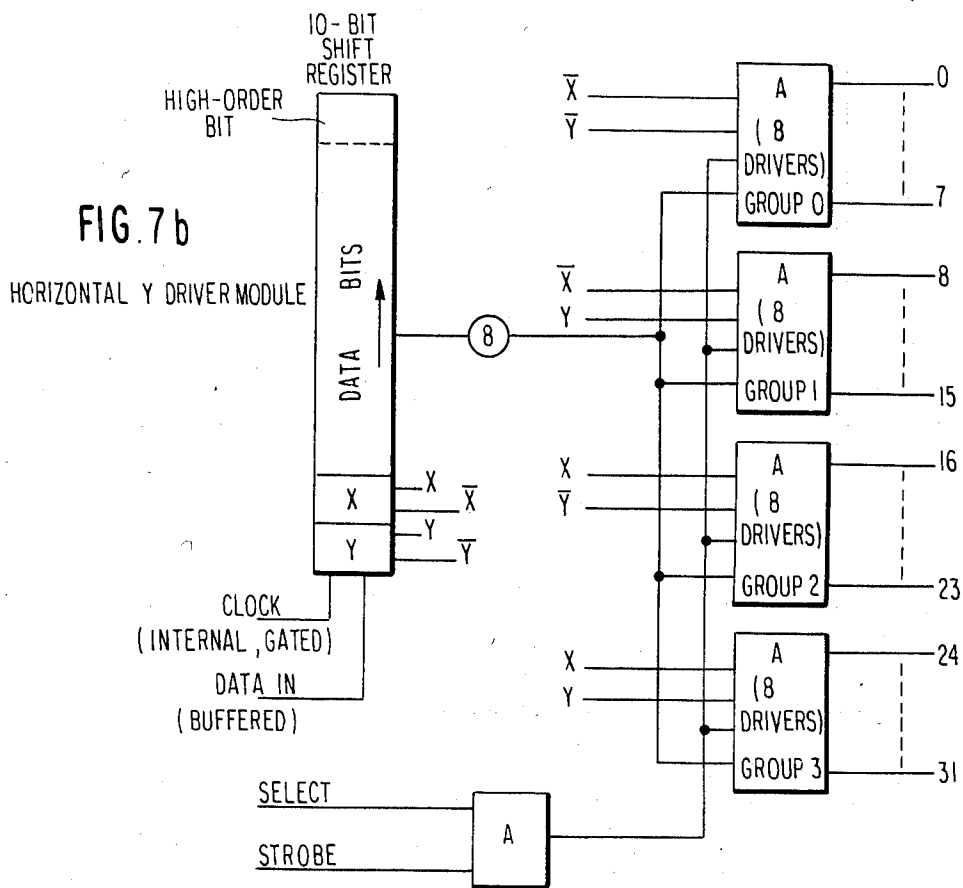 10-BIT
SHIFT
REGISTER
HIGH-ORDER
BIT
FIG. 7b
HORIZONTAL Y DRIVER MODULE
DATA BITS
X
Y
X
X̅
Y
Y̅
CLOCK
(INTERNAL, GATED)
DATA IN
(BUFFERED)
SELECT
STROBE
A
8
X̅
Y̅
A
(8
DRIVERS)
GROUP 0
0
7
X̅
Y
A
(8
DRIVERS)
GROUP 1
8
15
X
Y̅
A
(8
DRIVERS)
GROUP 2
16
23
X
Y
A
(8
DRIVERS)
GROUP 3
24
31